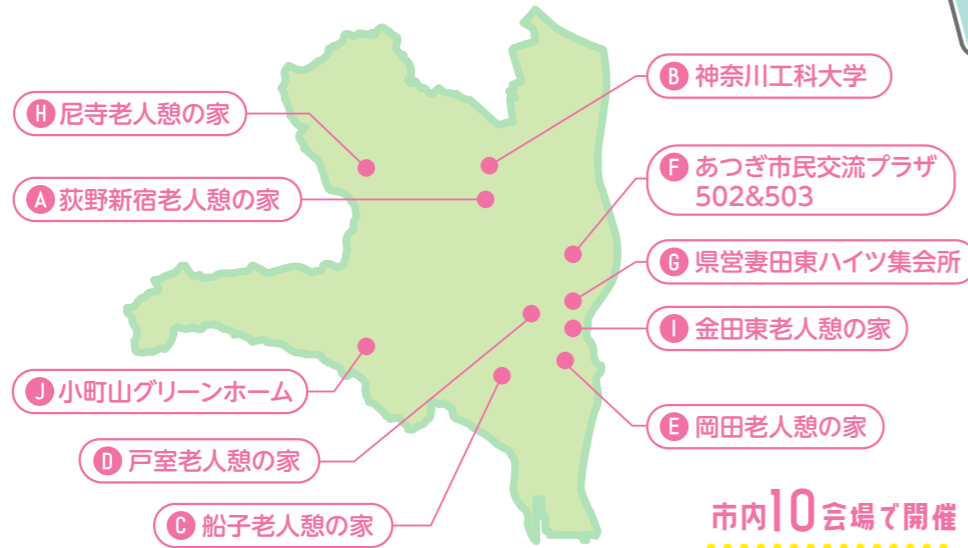 B 神奈川工科大学
H 尼寺老人憩の家
F あつぎ市民交流プラザ
502&503
A 荻野新宿老人憩の家
G 県営妻田東ハイツ集会所
I 金田東老人憩の家
J 小町山グリーンホーム
E 岡田老人憩の家
D 戸室老人憩の家
C 船子老人憩の家
市内10会場で開催